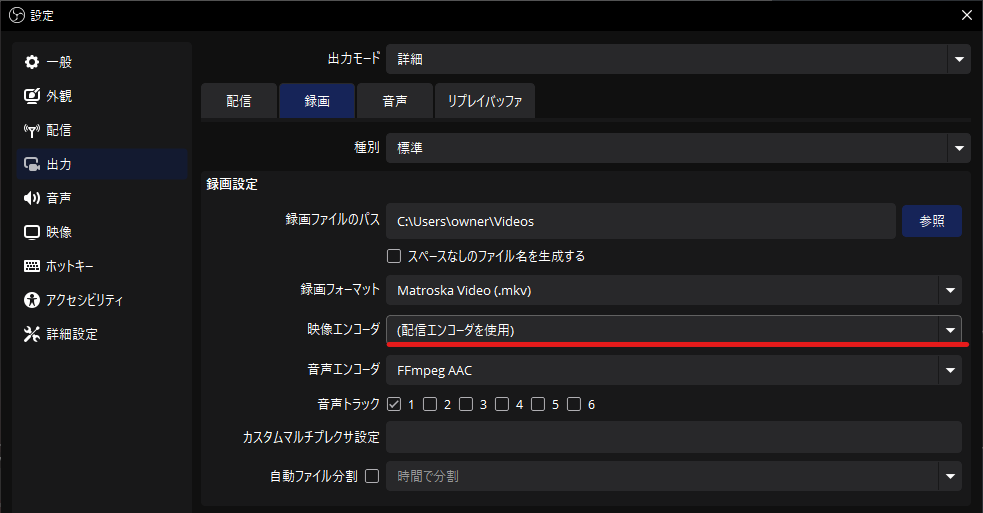 設定
一般
外観
配信
出力
音声
映像
ホットキー
アクセシビリティ
詳細設定
出力モード 詳細
配信 録画 音声 リプレイバッファ
種別 標準
録画設定
録画ファイルのパス C:\Users\owner\Videos 参照
スペースなしのファイル名を生成する
録画フォーマット Matroska Video (.mkv)
映像エンコーダ (配信エンコーダを使用)
音声エンコーダ FFmpeg AAC
音声トラック 1 2 3 4 5 6
カスタムマルチプレクサ設定
自動ファイル分割 時間で分割